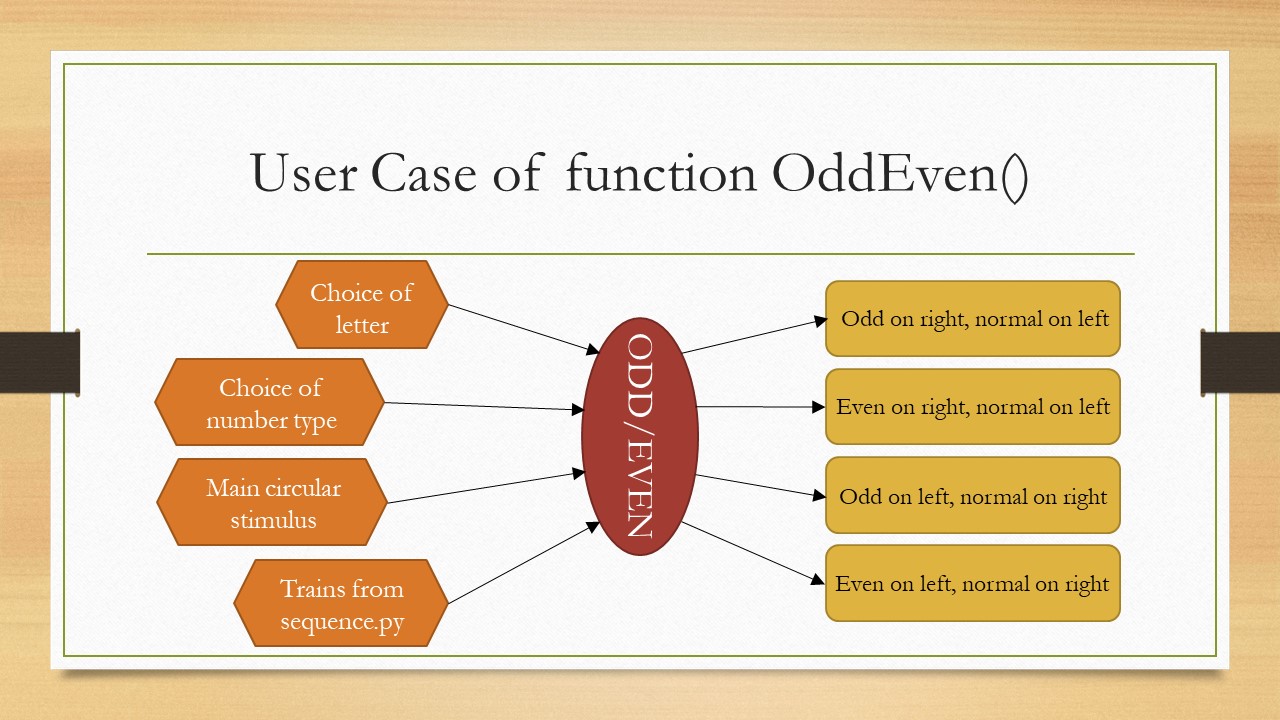 User Case of function OddEven()
Choice of
letter
Choice of
number type
Main circular
stimulus
Trains from
sequence.py
ODD/EVEN
Odd on right, normal on left
Even on right, normal on left
Odd on left, normal on right
Even on left, normal on right